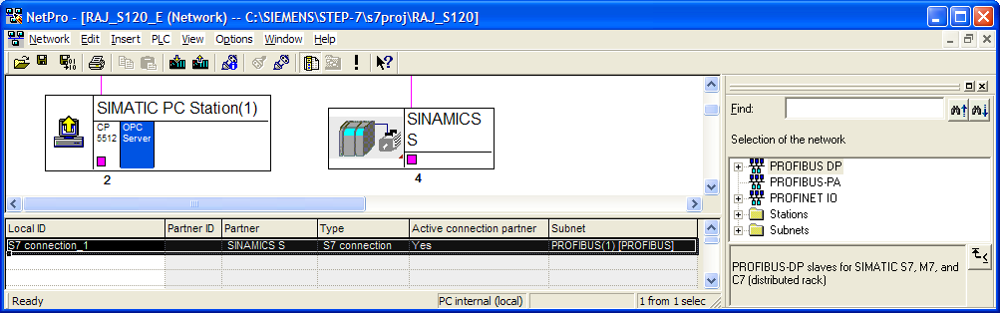 NetPro - [RAJ_S120_E (Network) -- C:\SIEMENS\STEP-7\s7proj\RAJ_S120]
Network Edit Insert PLC View Options Window Help
SIMATIC PC Station(1)
CP
5512
OPC
Server
2
SINAMICS
S
4
Find:
Selection of the network
PROFIBUS DP
PROFIBUS-PA
PROFINET IO
Stations
Subnets
Local ID Partner ID Partner Type Active connection partner Subnet
S7 connection_1 SINAMICS S S7 connection Yes PROFIBUS(1) [PROFIBUS]
PROFIBUS-DP slaves for SIMATIC S7, M7, and
C7 (distributed rack)
Ready PC internal (local) 1 from 1 selec